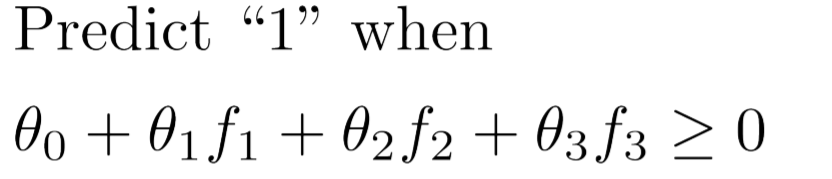 Predict “1” when
θ₀ + θ₁f₁ + θ₂f₂ + θ₃f₃ ≥ 0